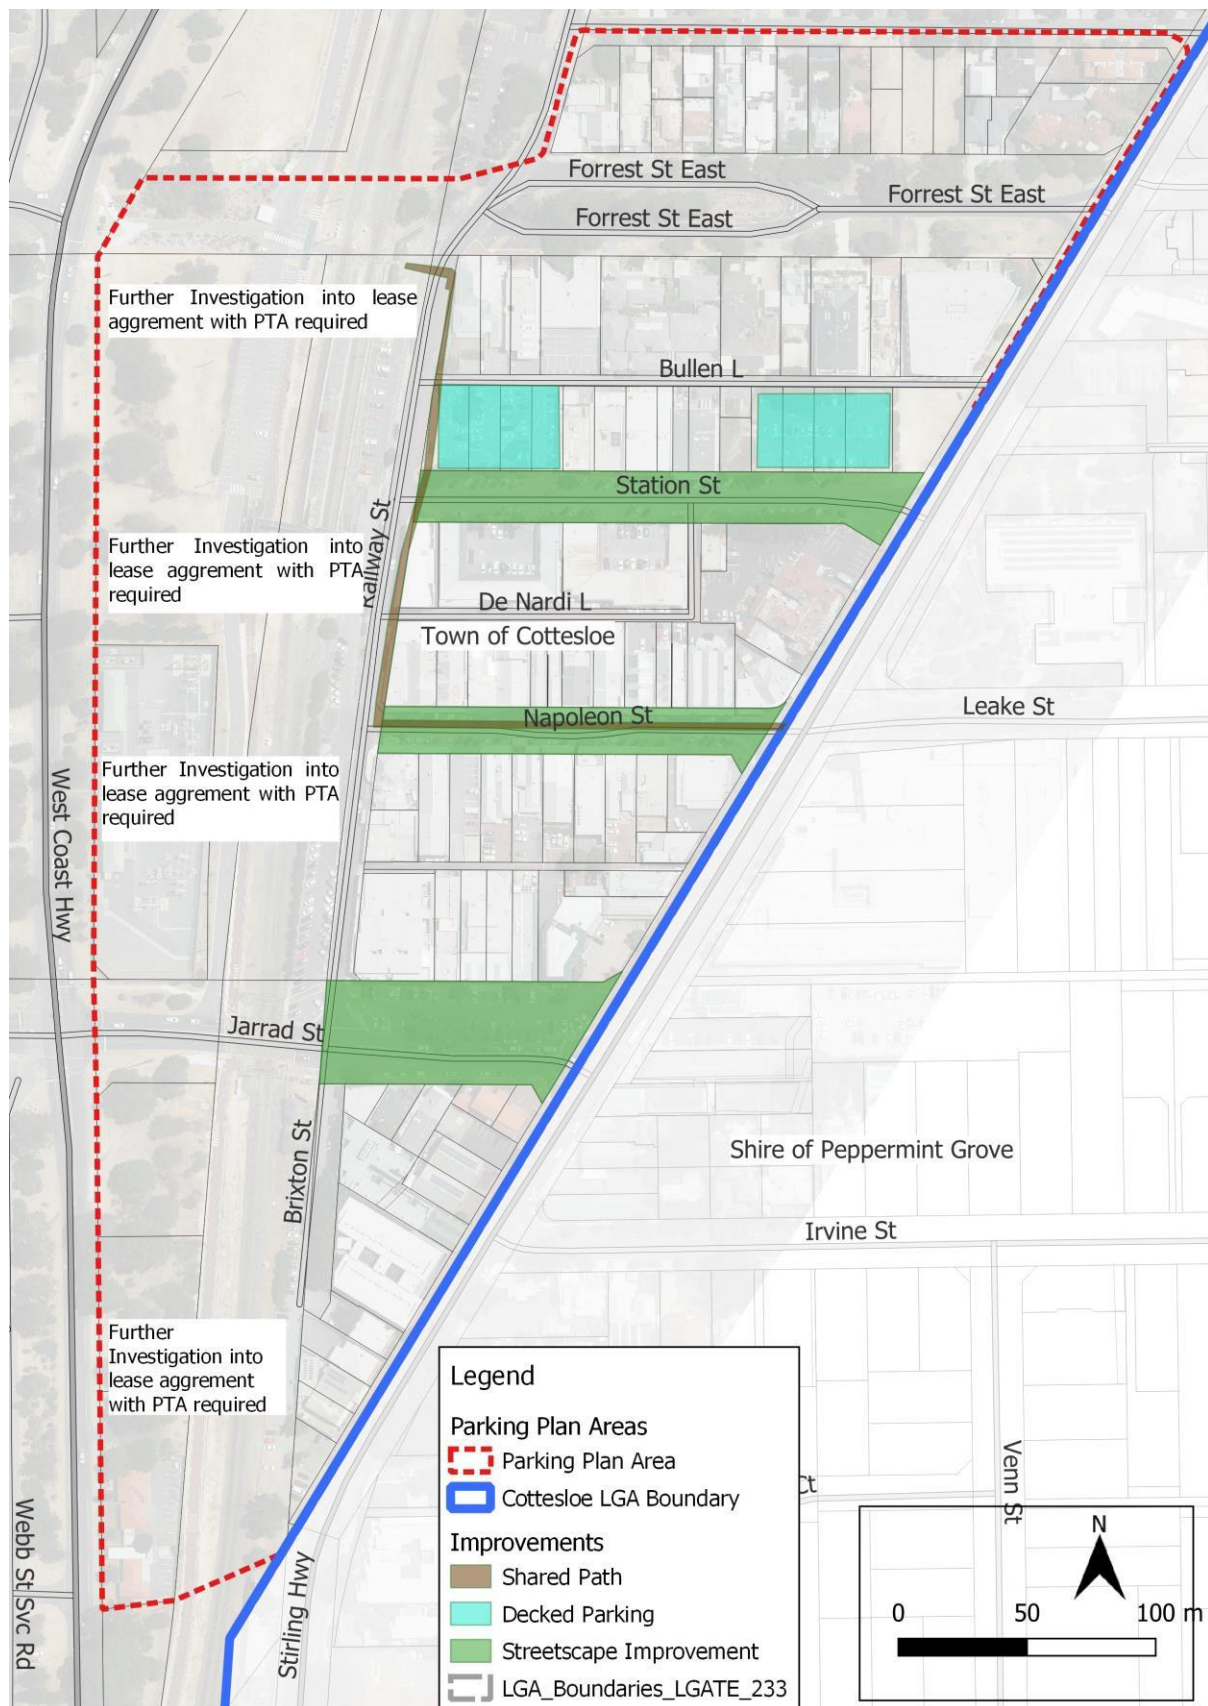 Forrest St East
Forrest St East
Forrest St East
Further Investigation into lease
aggrement with PTA required
Bullen L
Station St
Railway St
Further Investigation into
lease aggrement with PTA
required
De Nardi L
Town of Cottesloe
Napoleon St
Leake St
Further Investigation into
lease aggrement with PTA
required
West Coast Hwy
Jarrad St
Brixton St
Shire of Peppermint Grove
Irvine St
Further
Investigation into
lease aggrement
with PTA required
Webb St Svc Rd
Stirling Hwy
Venn St
Ct
Legend
Parking Plan Areas
Parking Plan Area
Cottesloe LGA Boundary
Improvements
Shared Path
Decked Parking
Streetscape Improvement
LGA_Boundaries_LGATE_233
N
0 50 100 m